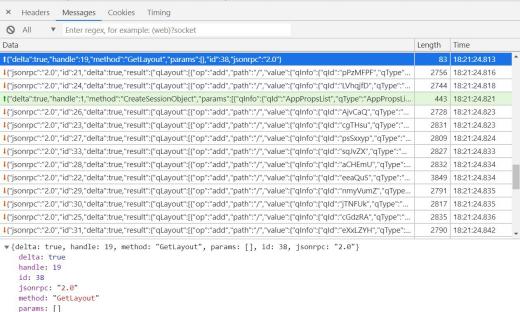 Headers Messages Cookies Timing
All Enter regex, for example: (web)?socket
Data Length Time
{"delta":true,"handle":19,"method":"GetLayout","params":[],"id":38,"jsonrpc":"2.0"} 83 18:21:24.813
{"jsonrpc":"2.0","id":21,"delta":true,"result":{"qLayout":[{"op":"add","path":"/","value":{"qInfo":{"qId":"pPzMFPF","qType":"... 2756 18:21:24.816
{"jsonrpc":"2.0","id":24,"delta":true,"result":{"qLayout":[{"op":"add","path":"/","value":{"qInfo":{"qId":"LVhqjfD","qType":"... 2744 18:21:24.818
{"delta":true,"handle":1,"method":"CreateSessionObject","params":[{"qInfo":{"qId":"AppPropsList","qType":"AppPropsLi... 443 18:21:24.821
{"jsonrpc":"2.0","id":26,"delta":true,"result":{"qLayout":[{"op":"add","path":"/","value":{"qInfo":{"qId":"AjvCaQ","qType":"... 2728 18:21:24.823
{"jsonrpc":"2.0","id":23,"delta":true,"result":{"qLayout":[{"op":"add","path":"/","value":{"qInfo":{"qId":"cgTHsu","qType":"... 2831 18:21:24.823
{"jsonrpc":"2.0","id":27,"delta":true,"result":{"qLayout":[{"op":"add","path":"/","value":{"qInfo":{"qId":"psSxxyp","qType":"... 2809 18:21:24.824
{"jsonrpc":"2.0","id":33,"delta":true,"result":{"qLayout":[{"op":"add","path":"/","value":{"qInfo":{"qId":"sqJvZX","qType":"... 2827 18:21:24.833
{"jsonrpc":"2.0","id":28,"delta":true,"result":{"qLayout":[{"op":"add","path":"/","value":{"qInfo":{"qId":"aCHEmU","qType":"... 2832 18:21:24.834
{"jsonrpc":"2.0","id":22,"delta":true,"result":{"qLayout":[{"op":"add","path":"/","value":{"qInfo":{"qId":"eeaQu5","qType":"... 3849 18:21:24.834
{"jsonrpc":"2.0","id":29,"delta":true,"result":{"qLayout":[{"op":"add","path":"/","value":{"qInfo":{"qId":"nmyVumZ","qType":"... 2791 18:21:24.835
{"jsonrpc":"2.0","id":30,"delta":true,"result":{"qLayout":[{"op":"add","path":"/","value":{"qInfo":{"qId":"jTNFUk","qType":"... 2817 18:21:24.835
{"jsonrpc":"2.0","id":25,"delta":true,"result":{"qLayout":[{"op":"add","path":"/","value":{"qInfo":{"qId":"cGdzRA","qType":"... 2835 18:21:24.836
{"jsonrpc":"2.0","id":31,"delta":true,"result":{"qLayout":[{"op":"add","path":"/","value":{"qInfo":{"qId":"eXxLZYH","qType":"... 2790 18:21:24.842
{delta: true, handle: 19, method: "GetLayout", params: [], id: 38, jsonrpc: "2.0"}
delta: true
handle: 19
id: 38
jsonrpc: "2.0"
method: "GetLayout"
params: []